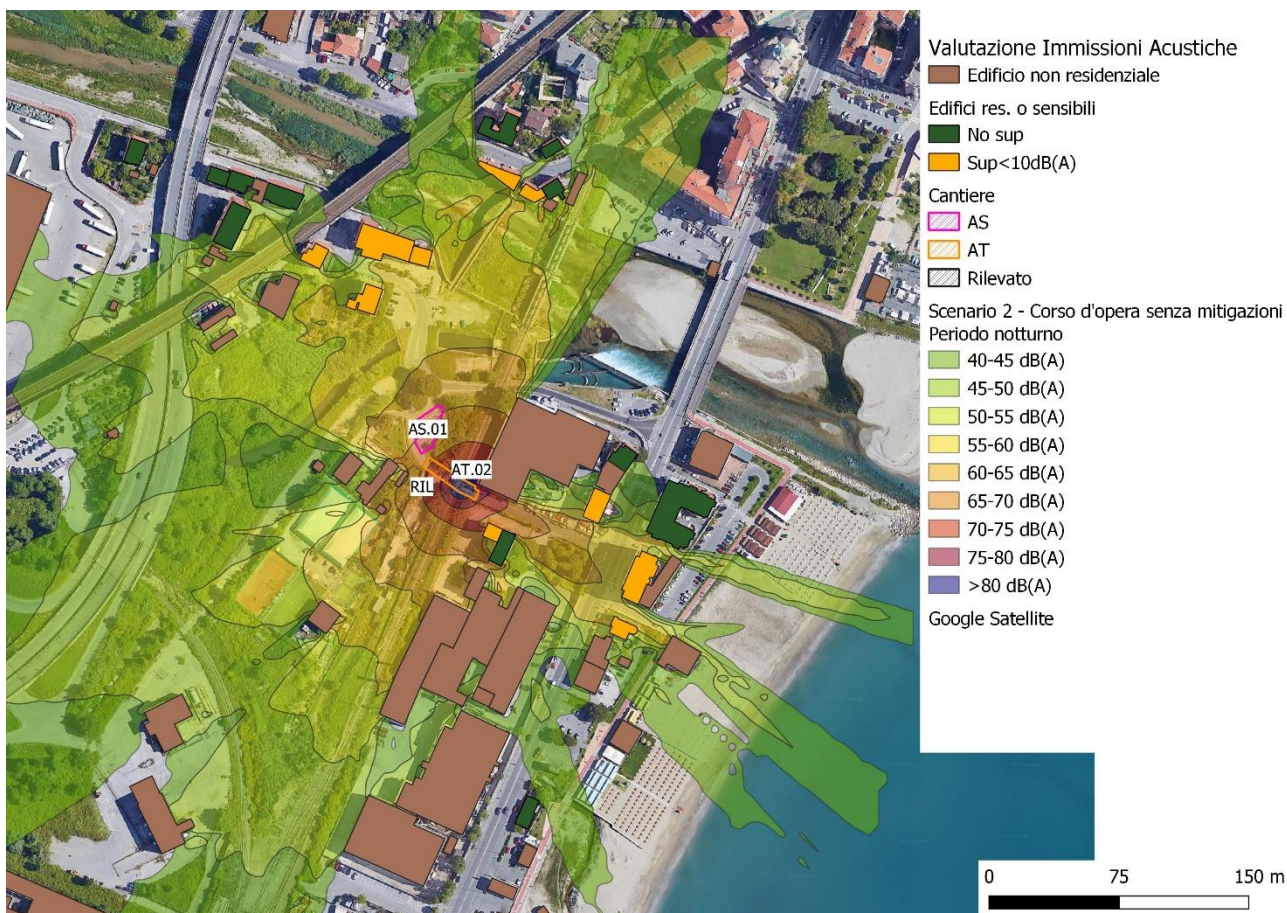 Valutazione Immissioni Acustiche
Edificio non residenziale
Edifici res. o sensibili
No sup
Sup<10dB(A)
Cantiere
AS
AT
Rilevato
Scenario 2 - Corso d'opera senza mitigazioni
Periodo notturno
40-45 dB(A)
45-50 dB(A)
50-55 dB(A)
55-60 dB(A)
60-65 dB(A)
65-70 dB(A)
70-75 dB(A)
75-80 dB(A)
>80 dB(A)
Google Satellite
AS.01
AT.02
RIL
0 75 150 m